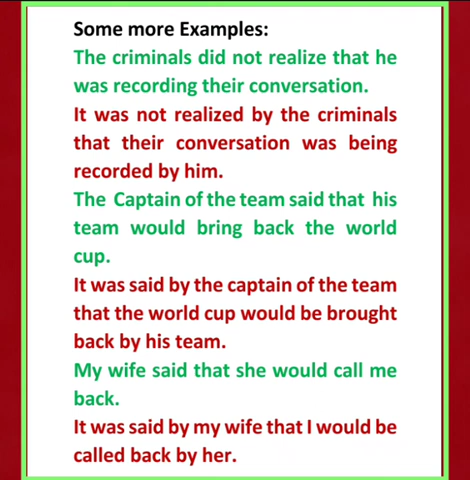 Some more Examples:
The criminals did not realize that he
was recording their conversation.
It was not realized by the criminals
that their conversation was being
recorded by him.
The Captain of the team said that his
team would bring back the world
cup.
It was said by the captain of the team
that the world cup would be brought
back by his team.
My wife said that she would call me
back.
It was said by my wife that I would be
called back by her.